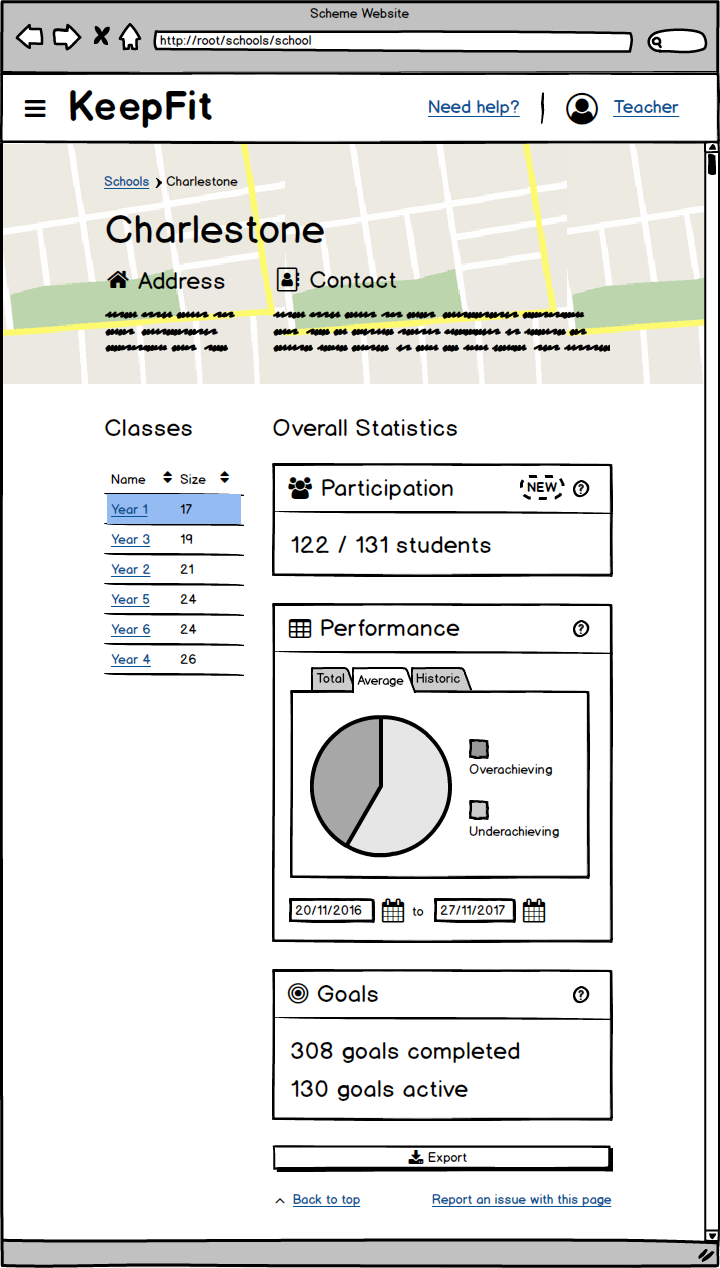 Scheme Website
http://root/schools/school
KeepFit
Need help?
Teacher
Schools Charlestone
Charlestone
Address
Contact
Classes
Overall Statistics
Name Size
Year 1 17
Year 3 19
Year 2 21
Year 5 24
Year 6 24
Year 4 26
Participation
NEW
?
122 / 131 students
Performance
?
Total Average Historic
Overachieving
Underachieving
20/11/2016 to 27/11/2017
Goals
?
308 goals completed
130 goals active
Export
Back to top
Report an issue with this page